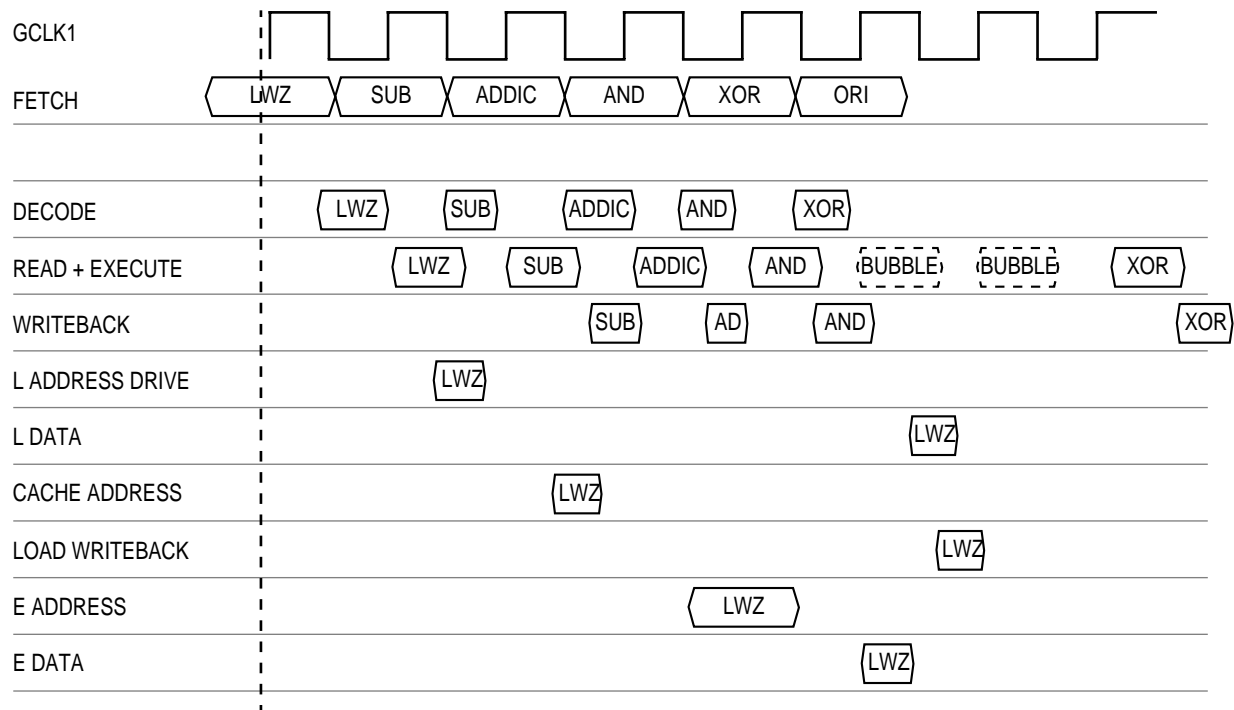 GCLK1
FETCH LWZ SUB ADDIC AND XOR ORI
DECODE LWZ SUB ADDIC AND XOR
READ + EXECUTE LWZ SUB ADDIC AND BUBBLE BUBBLE XOR
WRITEBACK SUB AD AND XOR
L ADDRESS DRIVE LWZ
L DATA LWZ
CACHE ADDRESS LWZ
LOAD WRITEBACK LWZ
E ADDRESS LWZ
E DATA LWZ